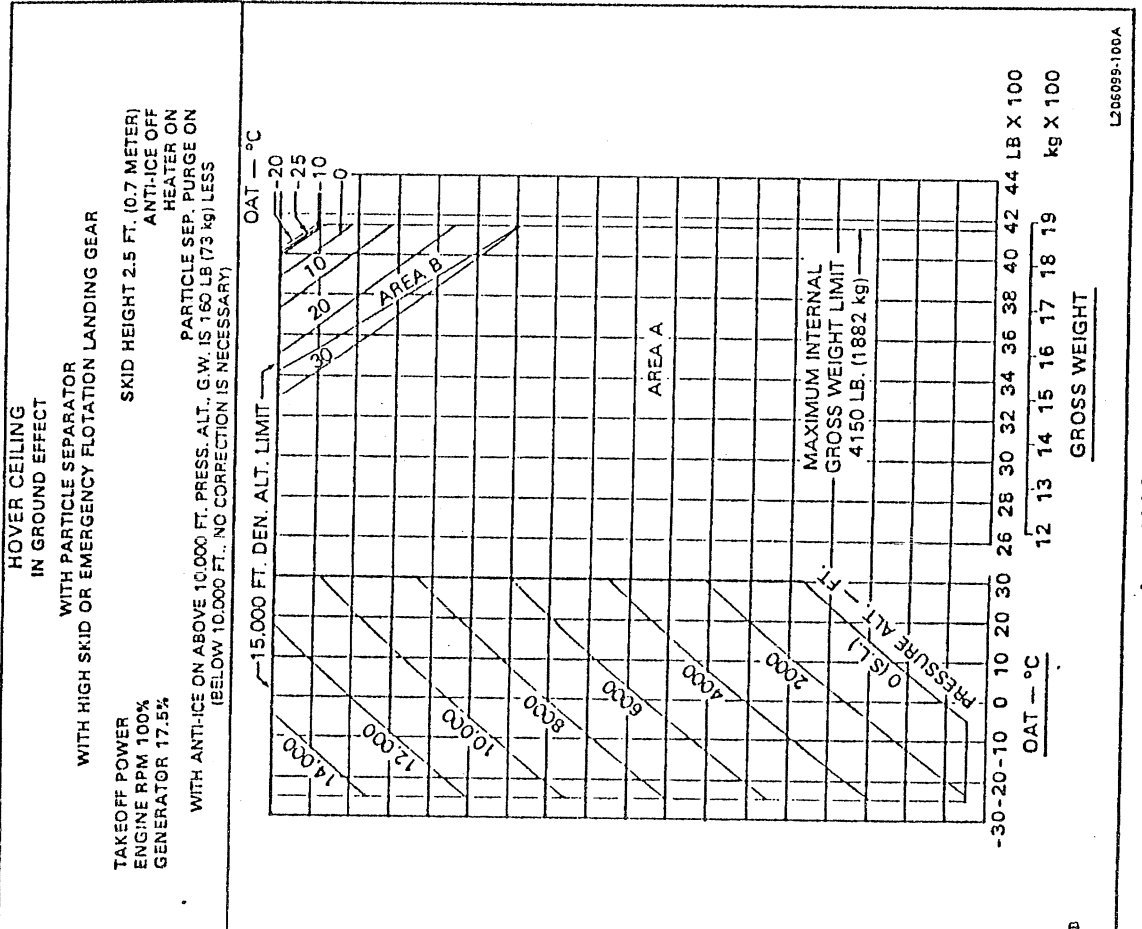 HOVER CEILING
IN GROUND EFFECT
WITH PARTICLE SEPARATOR
WITH HIGH SKID OR EMERGENCY FLOTATION LANDING GEAR
TAKEOFF POWER
ENGINE RPM 100%
GENERATOR 17.5%
SKID HEIGHT 2.5 FT. (0.7 METER)
ANTI-ICE OFF
HEATER ON
PARTICLE SEP. PURGE ON
WITH ANTI-ICE ON ABOVE 10.000 FT. PRESS. ALT., G.W. IS 160 LB (73 kg) LESS
(BELOW 10.000 FT., NO CORRECTION IS NECESSARY)
15.000 FT. DEN. ALT. LIMIT
OAT — °C
-20
-25
-10
0
10
20
30
AREA B
14.000
12.000
10.000
8000
6000
4000
2000
0 (S.L.)
PRESSURE ALT. — FT.
AREA A
MAXIMUM INTERNAL
GROSS WEIGHT LIMIT
4150 LB. (1882 kg)
-30 -20 -10 0 10 20 30
OAT — °C
26 28 30 32 34 36 38 40 42 44 LB X 100
12 13 14 15 16 17 18 19 kg X 100
GROSS WEIGHT
L206099-100A
B